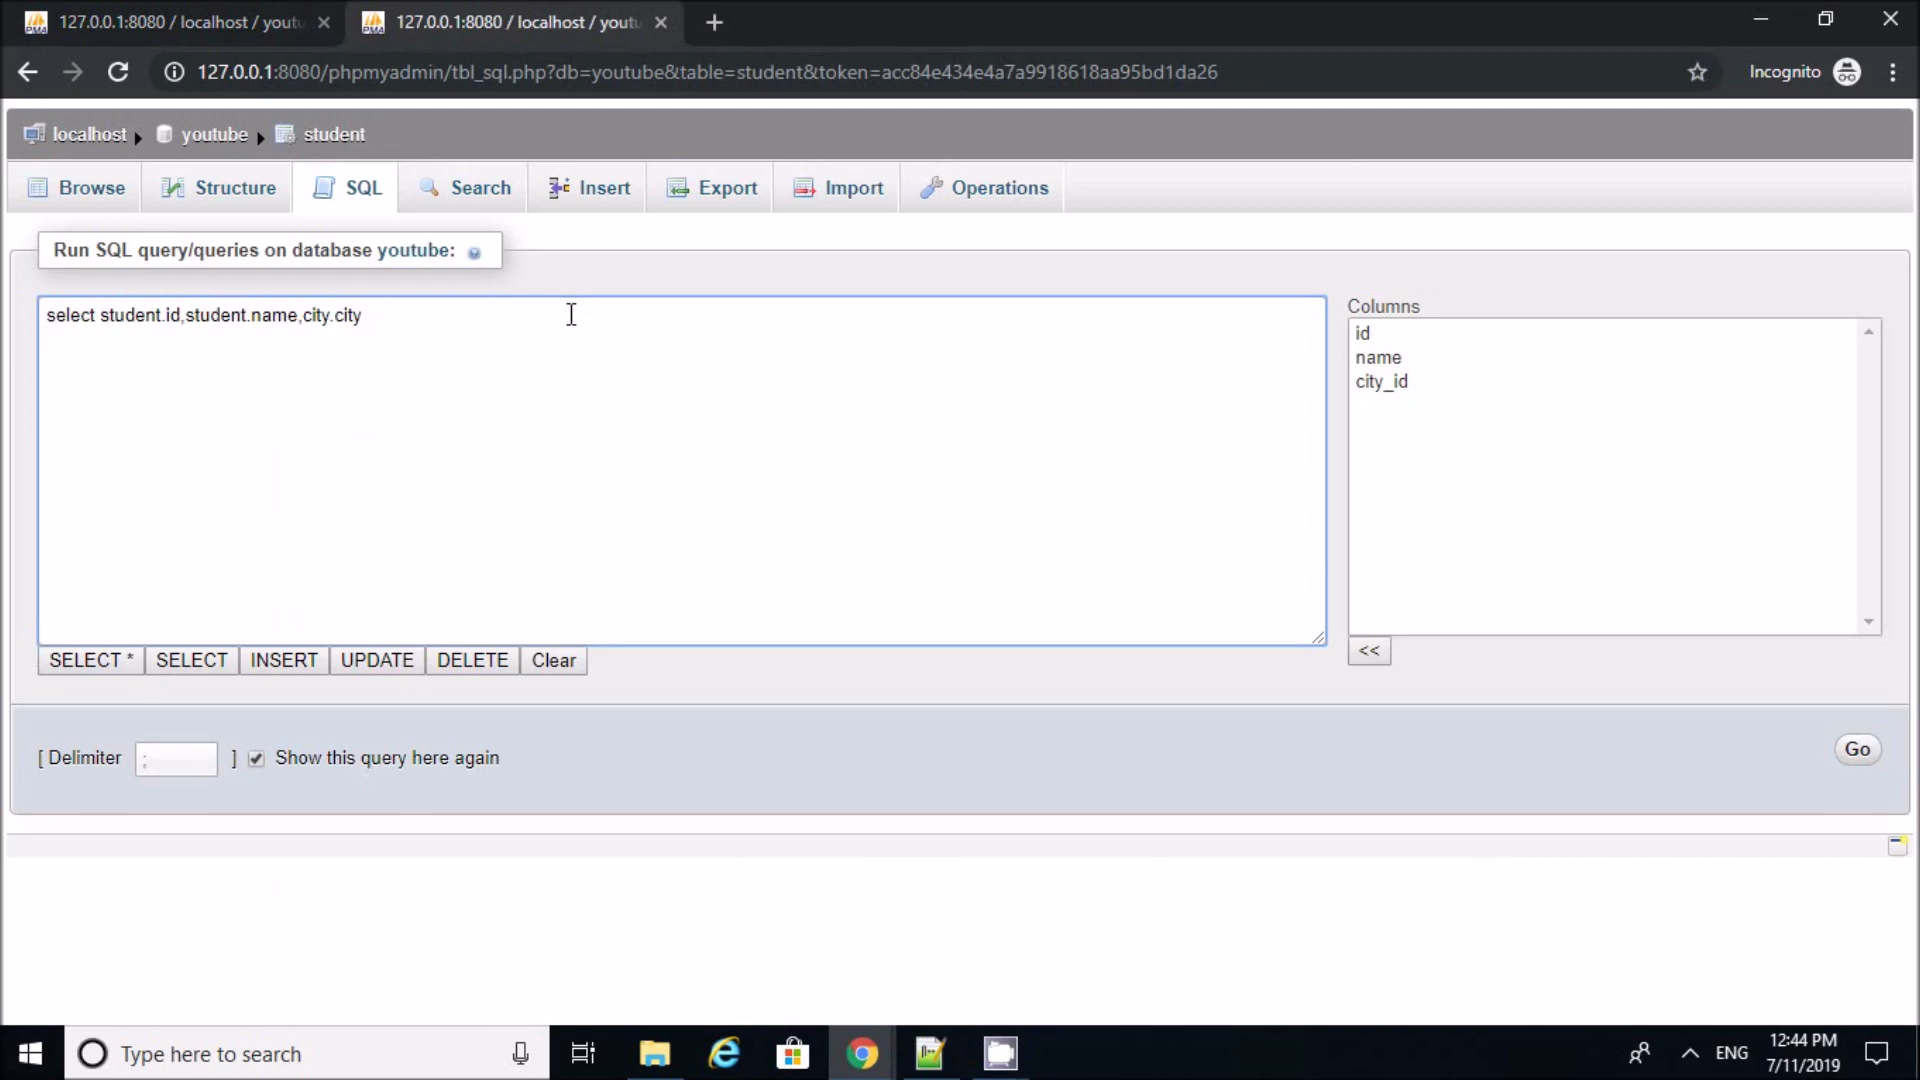 127.0.0.1:8080 / localhost / youtu
127.0.0.1:8080 / localhost / youtu
127.0.0.1:8080/phpmyadmin/tbl_sql.php?db=youtube&table=student&token=acc84e434e4a7a9918618aa95bd1da26
Incognito
localhost youtube student
Browse Structure SQL Search Insert Export Import Operations
Run SQL query/queries on database youtube:
select student.id,student.name,city.city
Columns
id
name
city_id
SELECT * SELECT INSERT UPDATE DELETE Clear
<<
[ Delimiter ; ] Show this query here again
Go
Type here to search
ENG
12:44 PM
7/11/2019